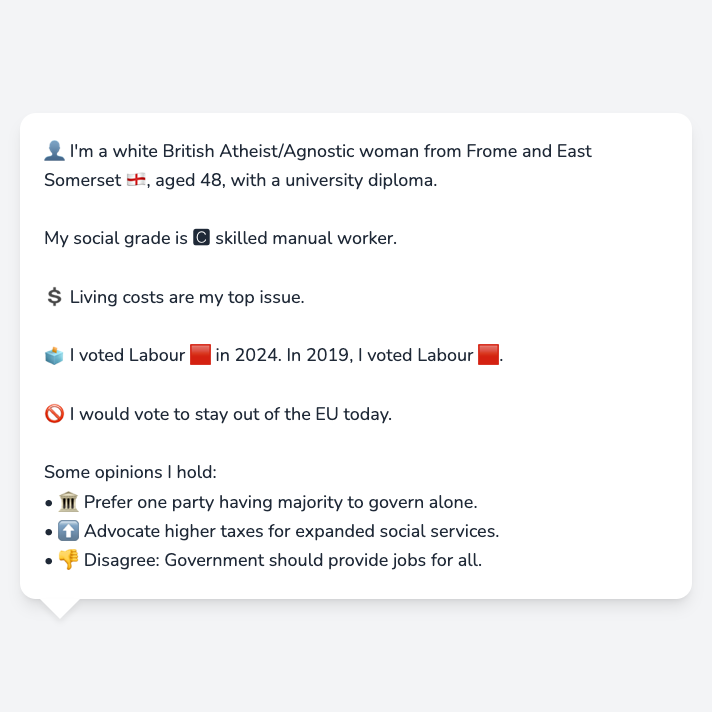 👤 I'm a white British Atheist/Agnostic woman from Frome and East
Somerset 🏴󠁧󠁢󠁥󠁮󠁧󠁿, aged 48, with a university diploma.
My social grade is 🅲 skilled manual worker.
💲 Living costs are my top issue.
🗳️ I voted Labour 🟥 in 2024. In 2019, I voted Labour 🟥.
🚫 I would vote to stay out of the EU today.
Some opinions I hold:
• 🏛️ Prefer one party having majority to govern alone.
• ⬆️ Advocate higher taxes for expanded social services.
• 👎 Disagree: Government should provide jobs for all.